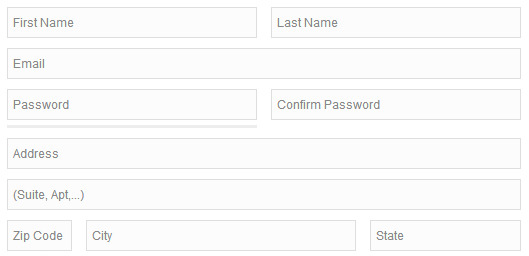 First Name Last Name
Email
Password Confirm Password
Address
(Suite, Apt,...)
Zip Code City State